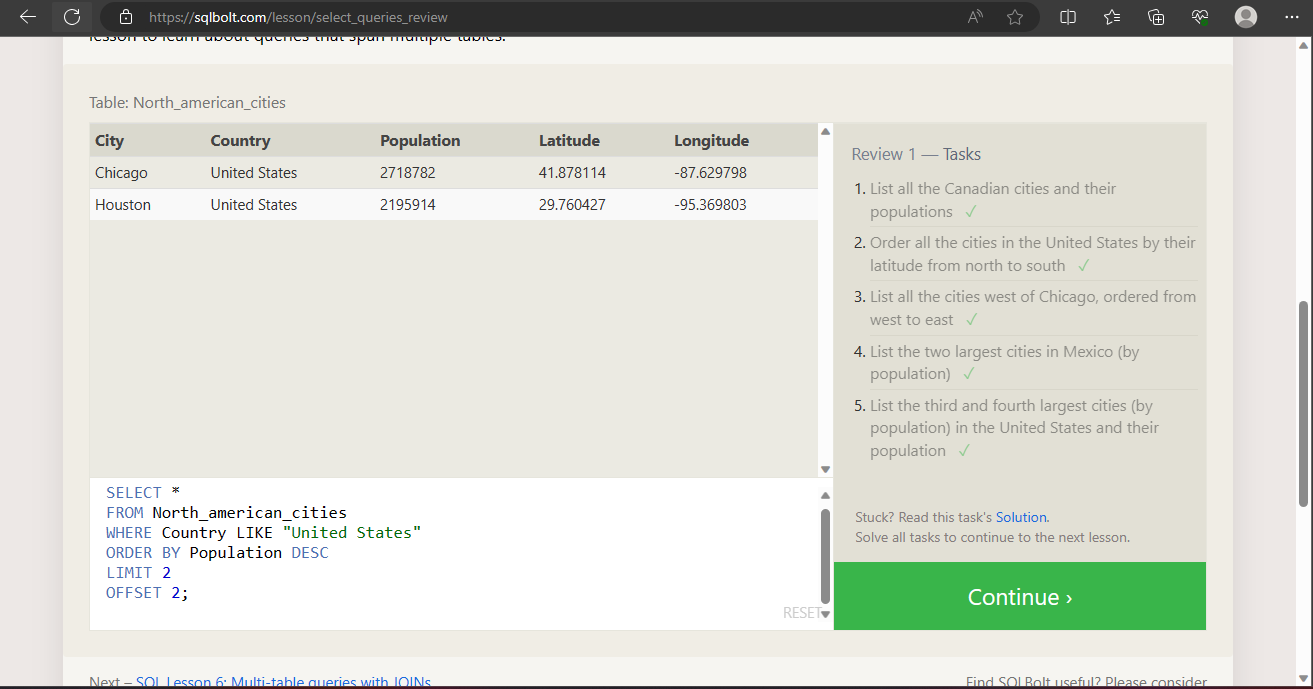 https://sqlbolt.com/lesson/select_queries_review
lesson to learn about queries that span multiple tables.
Table: North_american_cities
City Country Population Latitude Longitude
Chicago United States 2718782 41.878114 -87.629798
Houston United States 2195914 29.760427 -95.369803
SELECT *
FROM North_american_cities
WHERE Country LIKE "United States"
ORDER BY Population DESC
LIMIT 2
OFFSET 2;
RESET
Review 1 — Tasks
1. List all the Canadian cities and their
populations ✓
2. Order all the cities in the United States by their
latitude from north to south ✓
3. List all the cities west of Chicago, ordered from
west to east ✓
4. List the two largest cities in Mexico (by
population) ✓
5. List the third and fourth largest cities (by
population) in the United States and their
population ✓
Stuck? Read this task's Solution.
Solve all tasks to continue to the next lesson.
Continue ›
Next – SQL Lesson 6: Multi-table queries with JOINs
Find SQLBolt useful? Please consider